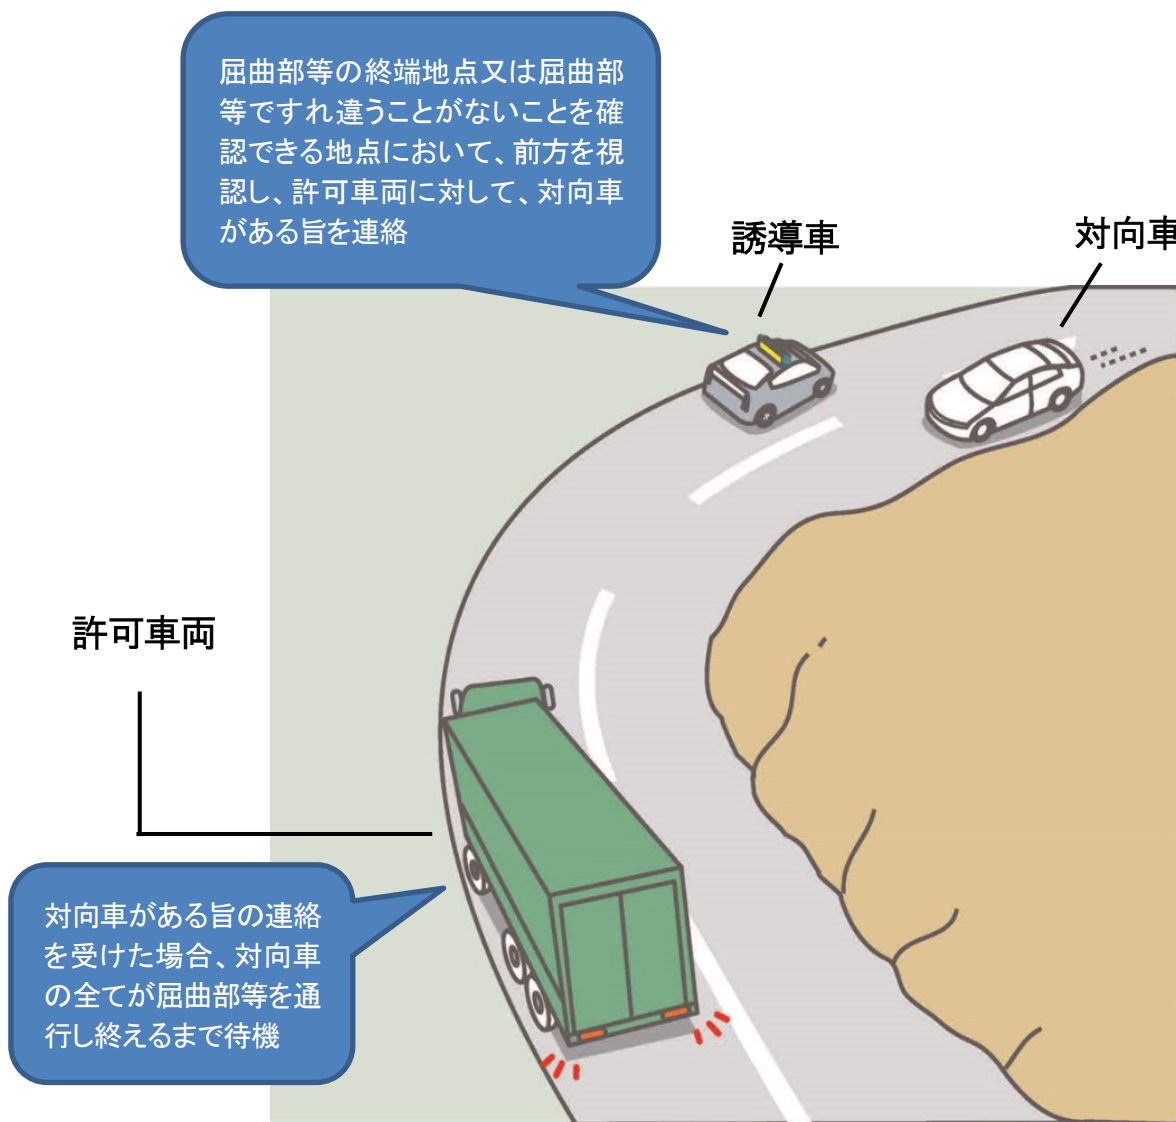 屈曲部等の終端地点又は屈曲部
等ですれ違うことがないことを確
認できる地点において、前方を視
認し、許可車両に対して、対向車
がある旨を連絡
誘導車
対向車
許可車両
対向車がある旨の連絡
を受けた場合、対向車
の全てが屈曲部等を通
行し終えるまで待機